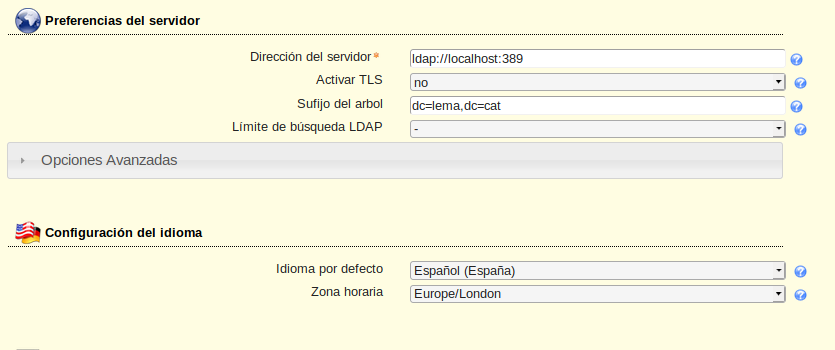 Preferencias del servidor
Dirección del servidor* ldap://localhost:389
Activar TLS no
Sufijo del arbol dc=lema,dc=cat
Límite de búsqueda LDAP -
Opciones Avanzadas
Configuración del idioma
Idioma por defecto Español (España)
Zona horaria Europe/London